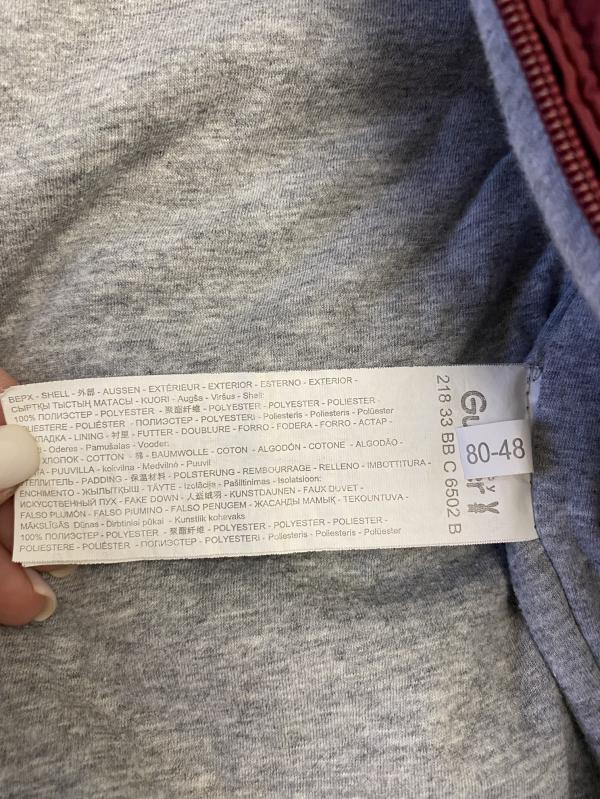 ВЕРХ - SHELL - 外部 - AUSSEN - EXTÉRIEUR - EXTERIOR - ESTERNO - EXTERIOR -
СЫРТҚЫ ТЫСТЫҢ МАТАСЫ - KUORI - Augša - Viršus - Shell:
100% ПОЛИЭСТЕР - POLYESTER - 聚酯纤维 - POLYESTER - POLYESTER - POLIESTER -
POLIESTERE - POLIÉSTER - ПОЛИЭСТЕР - POLYESTERI - Poliesteris - Poliesteris - Polüester
ПОДКЛАДКА - LINING - 衬里 - FUTTER - DOUBLURE - FORRO - FODERA - FORRO - АСТАР -
Oderes - Pamušalas - Vooder:
ХЛОПОК - COTTON - 棉 - BAUMWOLLE - COTON - ALGODÓN - COTONE - ALGODÃO -
PUUVILLA - kokvilna - Medvilnė - Puuvill
УТЕПЛИТЕЛЬ - PADDING - 保温材料 - POLSTERUNG - REMBOURRAGE - RELLENO - IMBOTTITURA -
ENCHIMENTO - ЖЫЛЫТҚЫШ - TÄYTE - Izolācija - Pašiltinimas - Isolatsioon:
ИСКУССТВЕННЫЙ ПУХ - FAKE DOWN - 人造绒羽 - KUNSTDAUNEN - FAUX DUVET -
FALSO PLUMÓN - FALSO PIUMINO - FALSO PENUGEM - ЖАСАНДЫ МАМЫҚ - TEKOUNTUVA -
MĀKSLĪGĀS Dūnas - Dirbtiniai pūkai - Kunstlik kohevaks
100% ПОЛИЭСТЕР - POLYESTER - 聚酯纤维 - POLYESTER - POLYESTER - POLIESTER -
POLIESTERE - POLIÉSTER - ПОЛИЭСТЕР - POLYESTERI - Poliesteris - Poliesteris - Polüester
218 33 BB C 6502 B
80-48